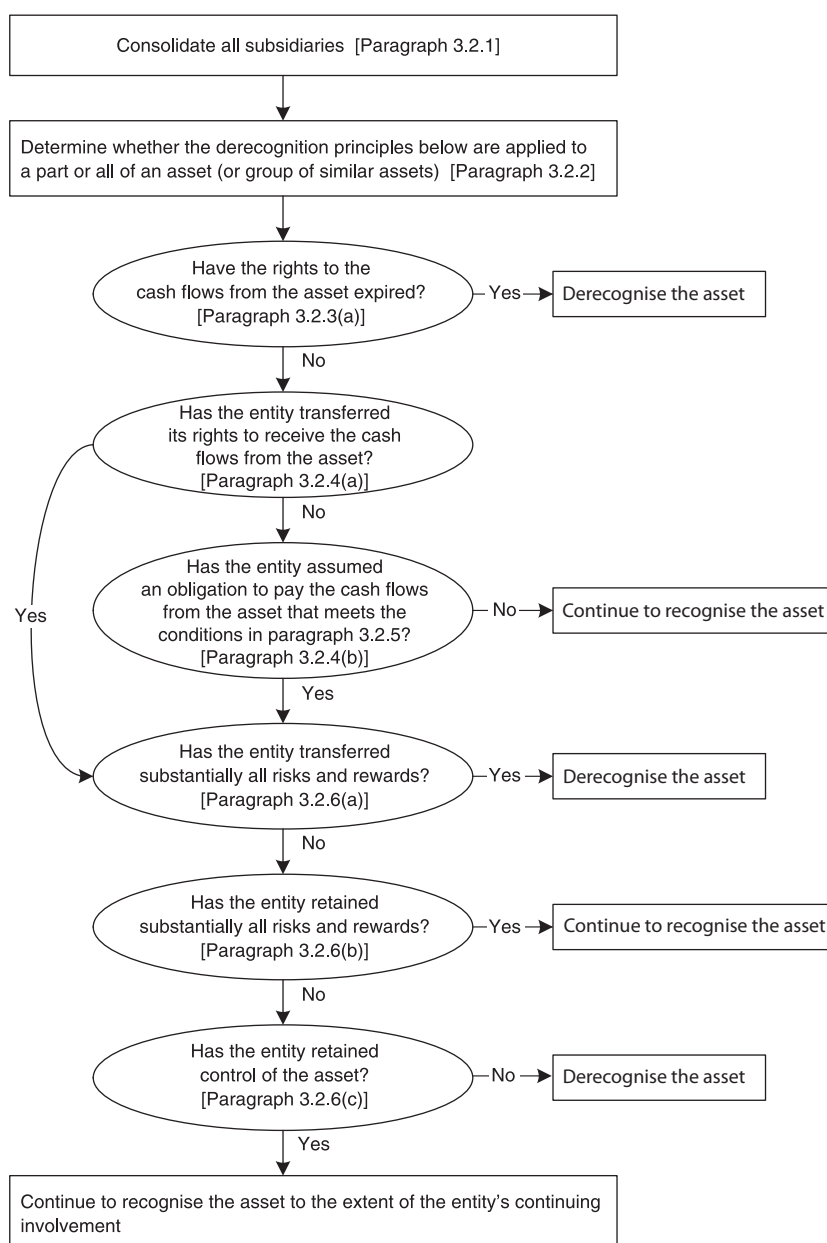 Consolidate all subsidiaries [Paragraph 3.2.1]
Determine whether the derecognition principles below are applied to
a part or all of an asset (or group of similar assets) [Paragraph 3.2.2]
Have the rights to the
cash flows from the asset expired?
[Paragraph 3.2.3(a)]
Yes
Derecognise the asset
No
Has the entity transferred
its rights to receive the cash
flows from the asset?
[Paragraph 3.2.4(a)]
No
Yes
Has the entity assumed
an obligation to pay the cash flows
from the asset that meets the
conditions in paragraph 3.2.5?
[Paragraph 3.2.4(b)]
No
Continue to recognise the asset
Yes
Has the entity transferred
substantially all risks and rewards?
[Paragraph 3.2.6(a)]
Yes
Derecognise the asset
No
Has the entity retained
substantially all risks and rewards?
[Paragraph 3.2.6(b)]
Yes
Continue to recognise the asset
No
Has the entity retained
control of the asset?
[Paragraph 3.2.6(c)]
No
Derecognise the asset
Yes
Continue to recognise the asset to the extent of the entity's continuing
involvement